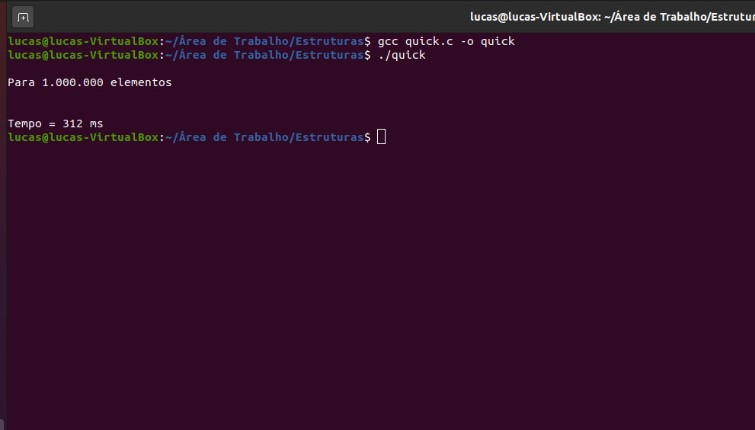 lucas@lucas-VirtualBox: ~/Área de Trabalho/Estrutur
lucas@lucas-VirtualBox:~/Área de Trabalho/Estruturas$ gcc quick.c -o quick
lucas@lucas-VirtualBox:~/Área de Trabalho/Estruturas$ ./quick
Para 1.000.000 elementos
Tempo = 312 ms
lucas@lucas-VirtualBox:~/Área de Trabalho/Estruturas$